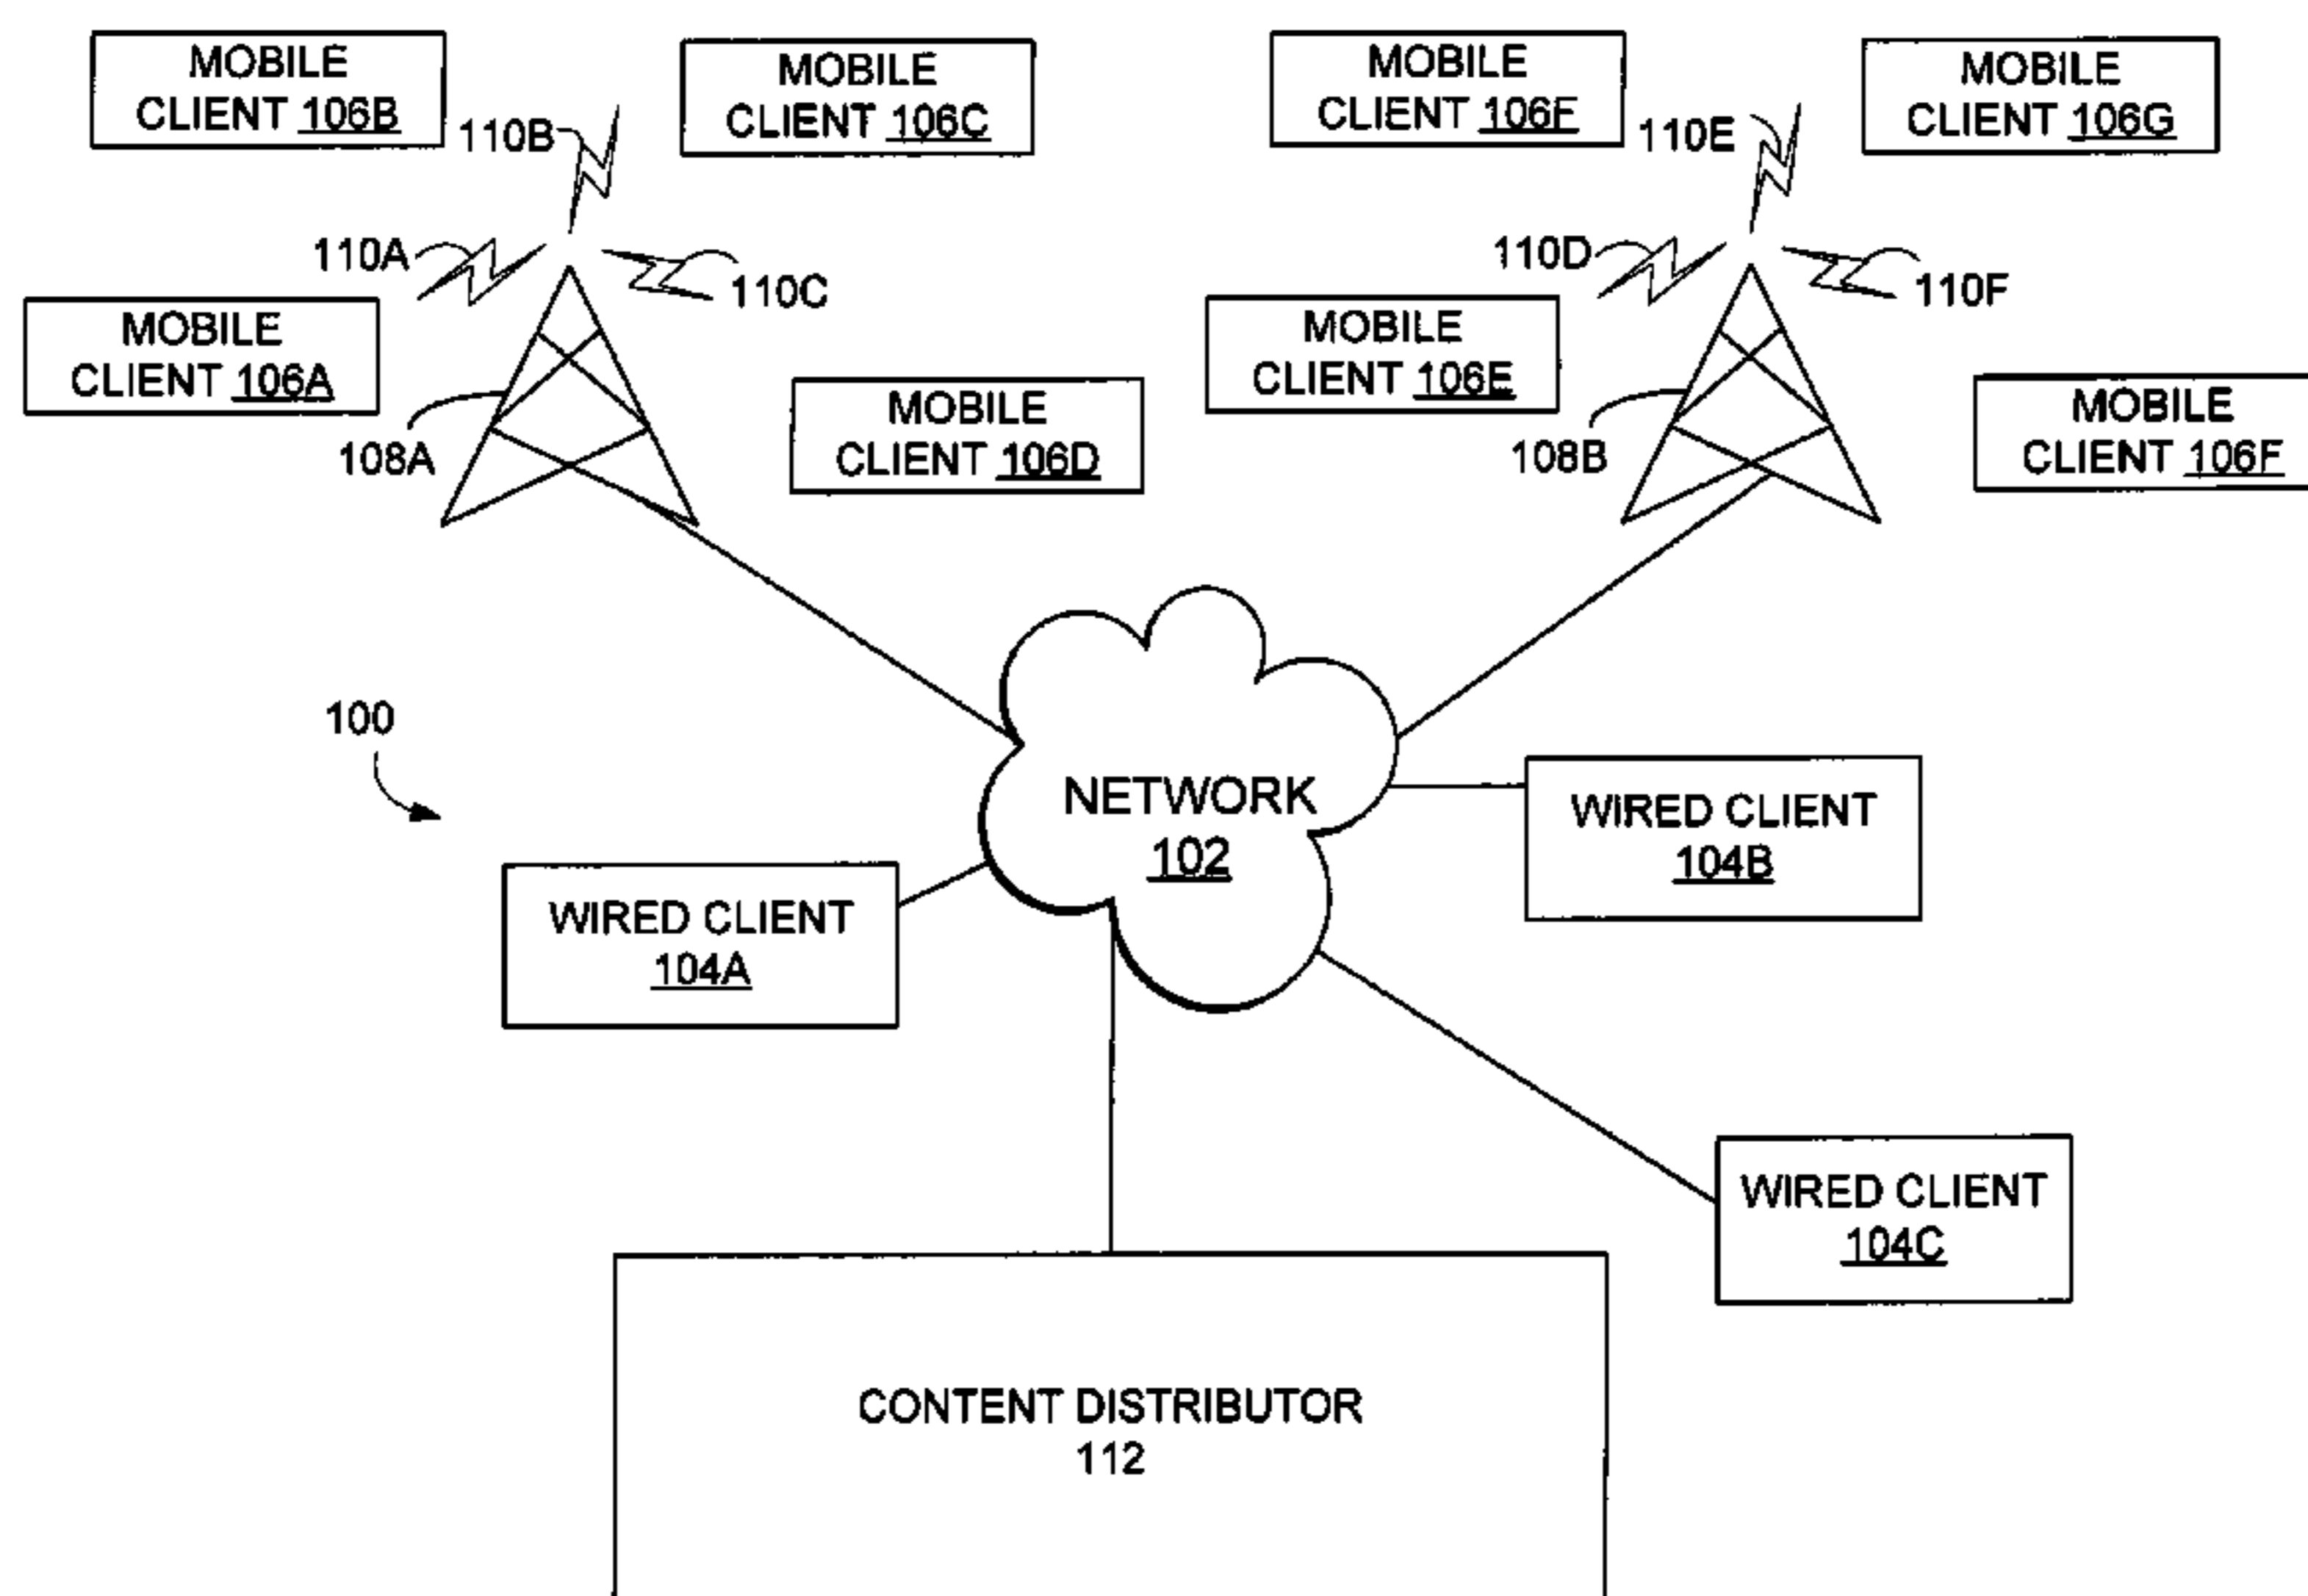 MOBILE
CLIENT 106B
MOBILE
CLIENT 106C
MOBILE
CLIENT 106F
MOBILE
CLIENT 106G
110B
110E
110A
110C
110D
110F
MOBILE
CLIENT 106A
MOBILE
CLIENT 106D
MOBILE
CLIENT 106E
MOBILE
CLIENT 106F
108A
108B
100
NETWORK
102
WIRED CLIENT
104B
WIRED CLIENT
104A
WIRED CLIENT
104C
CONTENT DISTRIBUTOR
112